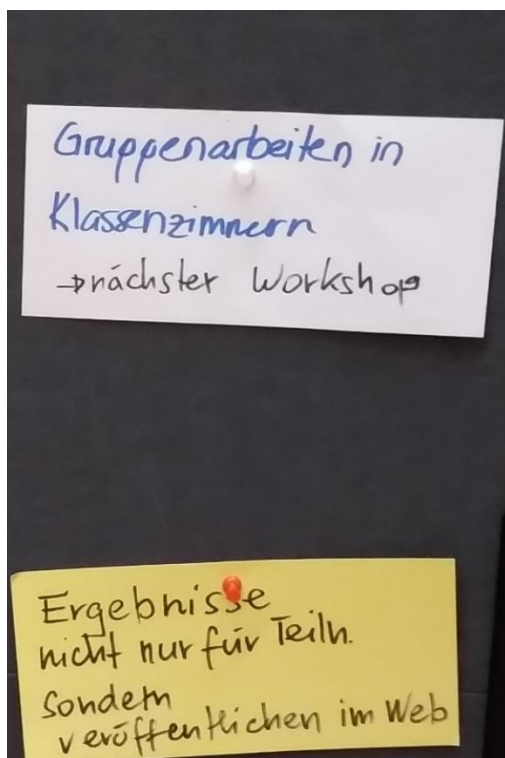 Gruppenarbeiten in
Klassenzimmern
→nächster Workshop
Ergebnisse
nicht nur für Teiln.
sondern
veröffentlichen im Web